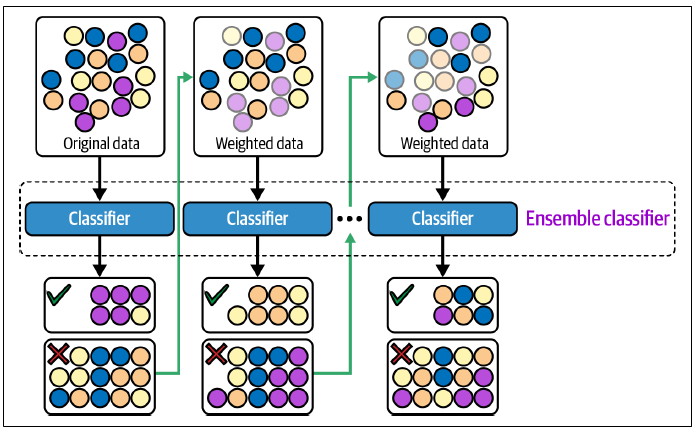 Original data
Weighted data
Weighted data
Classifier
Classifier
Classifier
Ensemble classifier